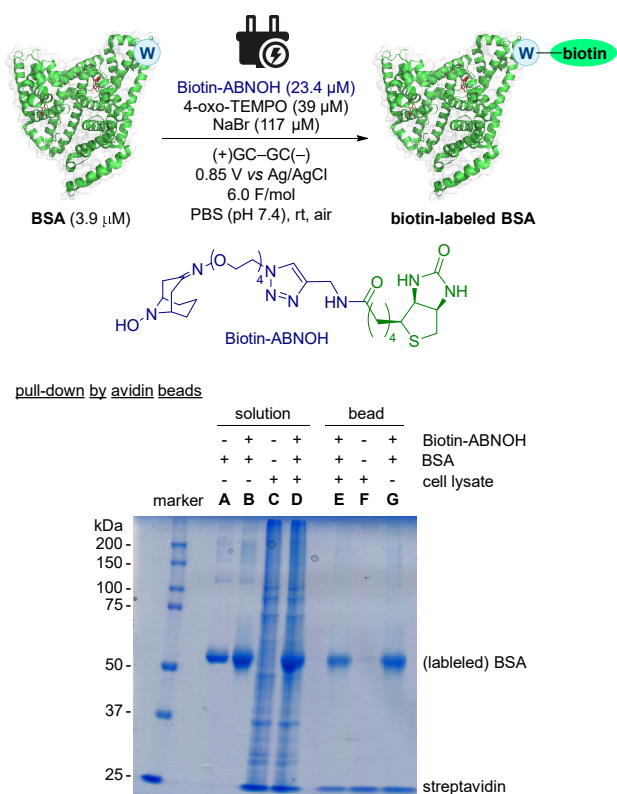 W
Biotin-ABNOH (23.4 µM)
4-oxo-TEMPO (39 µM)
NaBr (117 µM)
(+)GC–GC(–)
0.85 V vs Ag/AgCl
6.0 F/mol
PBS (pH 7.4), rt, air
BSA (3.9 µM)
W biotin
biotin-labeled BSA
HO N N O 4 N N N HN O 4 S HN NH O
Biotin-ABNOH
pull-down by avidin beads
solution bead
- + - + + - + Biotin-ABNOH
+ + - + + - + BSA
- - + + + + - cell lysate
marker A B C D E F G
kDa
200 -
150 -
100 -
75 -
50 - (lableled) BSA
37 -
25 - streptavidin